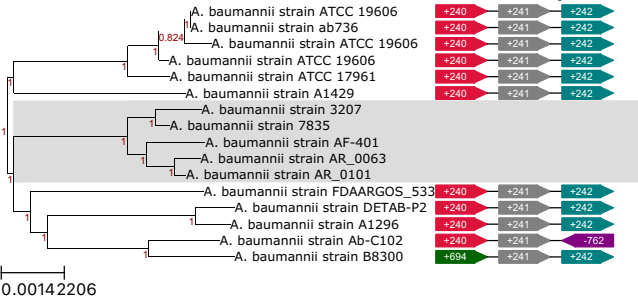 A. baumannii strain ATCC 19606 +240 +241 +242
1 A. baumannii strain ab736 +240 +241 +242
0.824
A. baumannii strain ATCC 19606 +240 +241 +242
1
A. baumannii strain ATCC 19606 +240 +241 +242
1
A. baumannii strain ATCC 17961 +240 +241 +242
1
A. baumannii strain A1429 +240 +241 +242
A. baumannii strain 3207
1
A. baumannii strain 7835
1
1
A. baumannii strain AF-401
1
A. baumannii strain AR_0063
1
A. baumannii strain AR_0101
1
A. baumannii strain FDAARGOS_533 +240 +241 +242
A. baumannii strain DETAB-P2 +240 +241 +242
1
1
A. baumannii strain A1296 +240 +241 +242
A. baumannii strain Ab-C102 +240 +241 -762
1
1
A. baumannii strain B8300 +694 +241 +242
0.00142206